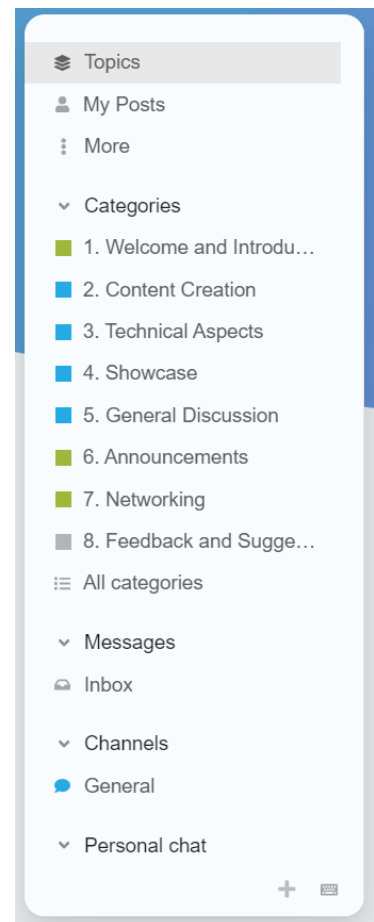 Topics
My Posts
More
Categories
1. Welcome and Introdu...
2. Content Creation
3. Technical Aspects
4. Showcase
5. General Discussion
6. Announcements
7. Networking
8. Feedback and Sugge...
All categories
Messages
Inbox
Channels
General
Personal chat